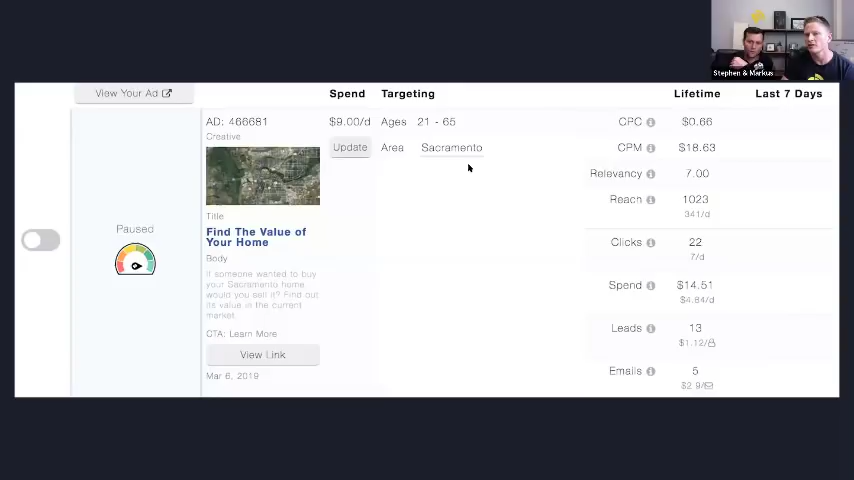 Stephen & Markus
View Your Ad
Spend
Targeting
Lifetime
Last 7 Days
AD: 466681
Creative
$9.00/d
Update
Ages 21 - 65
Area Sacramento
CPC $0.66
CPM $18.63
Relevancy 7.00
Reach 1023
341/d
Clicks 22
7/d
Spend $14.51
$4.84/d
Leads 13
$1.12/
Emails 5
$2.9/
Paused
Title
Find The Value of
Your Home
Body
If someone wanted to buy
your Sacramento home
would you sell it? Find out
its value in the current
market.
CTA: Learn More
View Link
Mar 6, 2019